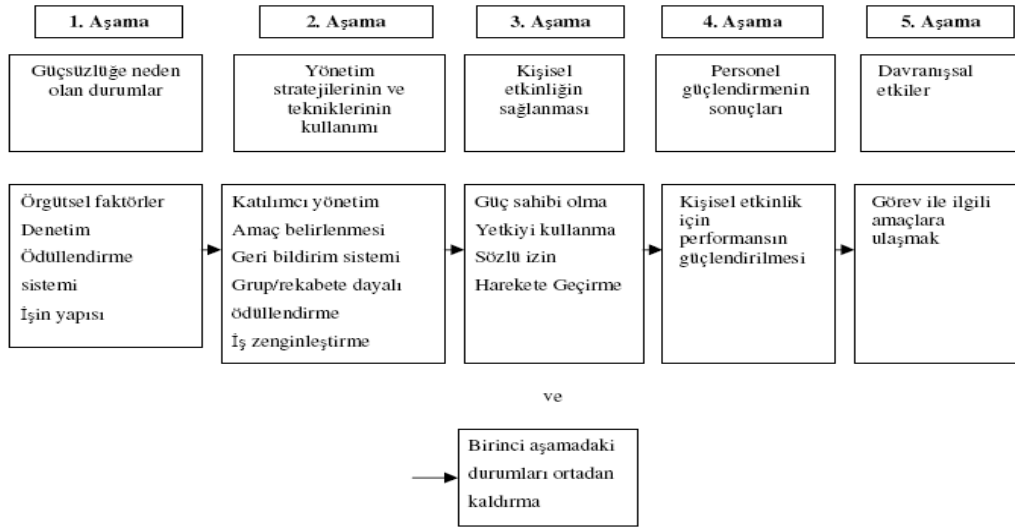 1. Aşama
2. Aşama
3. Aşama
4. Aşama
5. Aşama
Güçsüzlüğe neden
olan durumlar
Yönetim
stratejilerinin ve
tekniklerinin
kullanımı
Kişisel
etkinliğin
sağlanması
Personel
güçlendirmenin
sonuçları
Davranışsal
etkiler
Örgütsel faktörler
Denetim
Ödüllendirme
sistemi
İşin yapısı
Katılımcı yönetim
Amaç belirlenmesi
Geri bildirim sistemi
Grup/rekabete dayalı
ödüllendirme
İş zenginleştirme
Güç sahibi olma
Yetkiyi kullanma
Sözlü izin
Harekete Geçirme
Kişisel etkinlik
için
performansın
güçlendirilmesi
Görev ile ilgili
amaçlara
ulaşmak
ve
Birinci aşamadaki
durumları ortadan
kaldırma